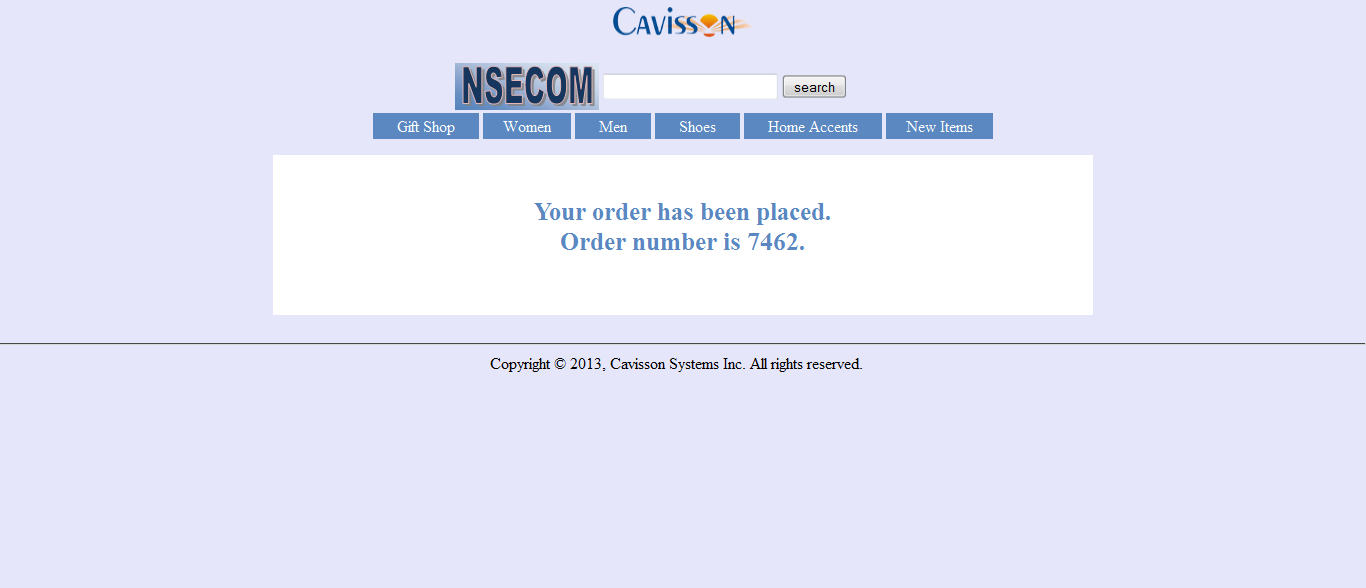 CAVISSON
NSECOM
search
Gift Shop Women Men Shoes Home Accents New Items
Your order has been placed.
Order number is 7462.
Copyright © 2013, Cavisson Systems Inc. All rights reserved.